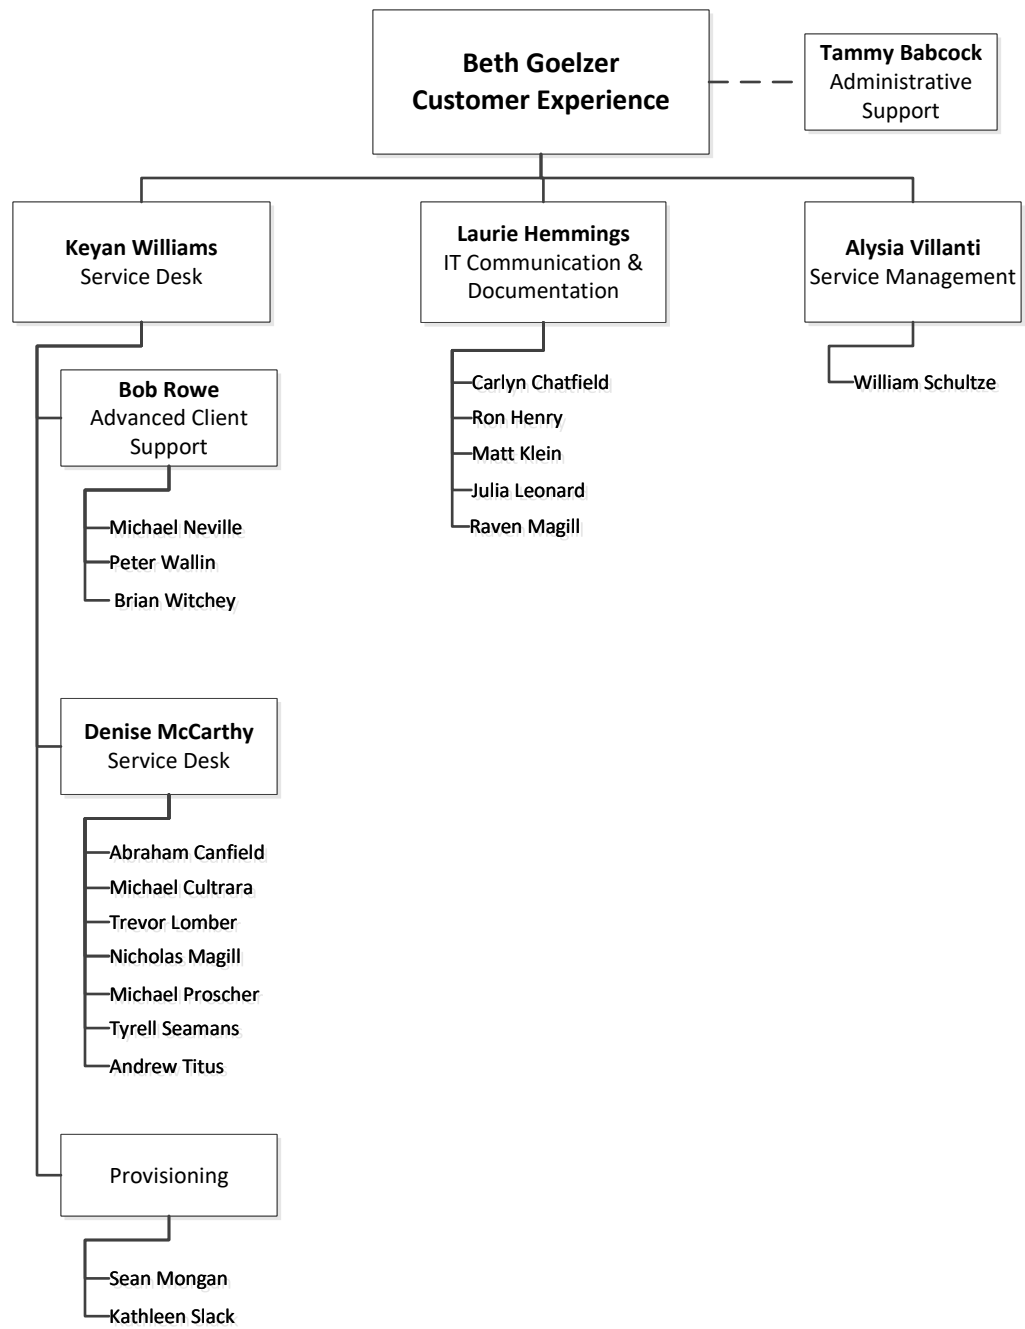 Beth Goelzer
Customer Experience
Tammy Babcock
Administrative
Support
Keyan Williams
Service Desk
Laurie Hemmings
IT Communication &
Documentation
Alysia Villanti
Service Management
Bob Rowe
Advanced Client
Support
Michael Neville
Peter Wallin
Brian Witchey
Denise McCarthy
Service Desk
Abraham Canfield
Michael Cultrara
Trevor Lomber
Nicholas Magill
Michael Proscher
Tyrell Seamans
Andrew Titus
Provisioning
Sean Mongan
Kathleen Slack
Carlyn Chatfield
Ron Henry
Matt Klein
Julia Leonard
Raven Magill
William Schultze